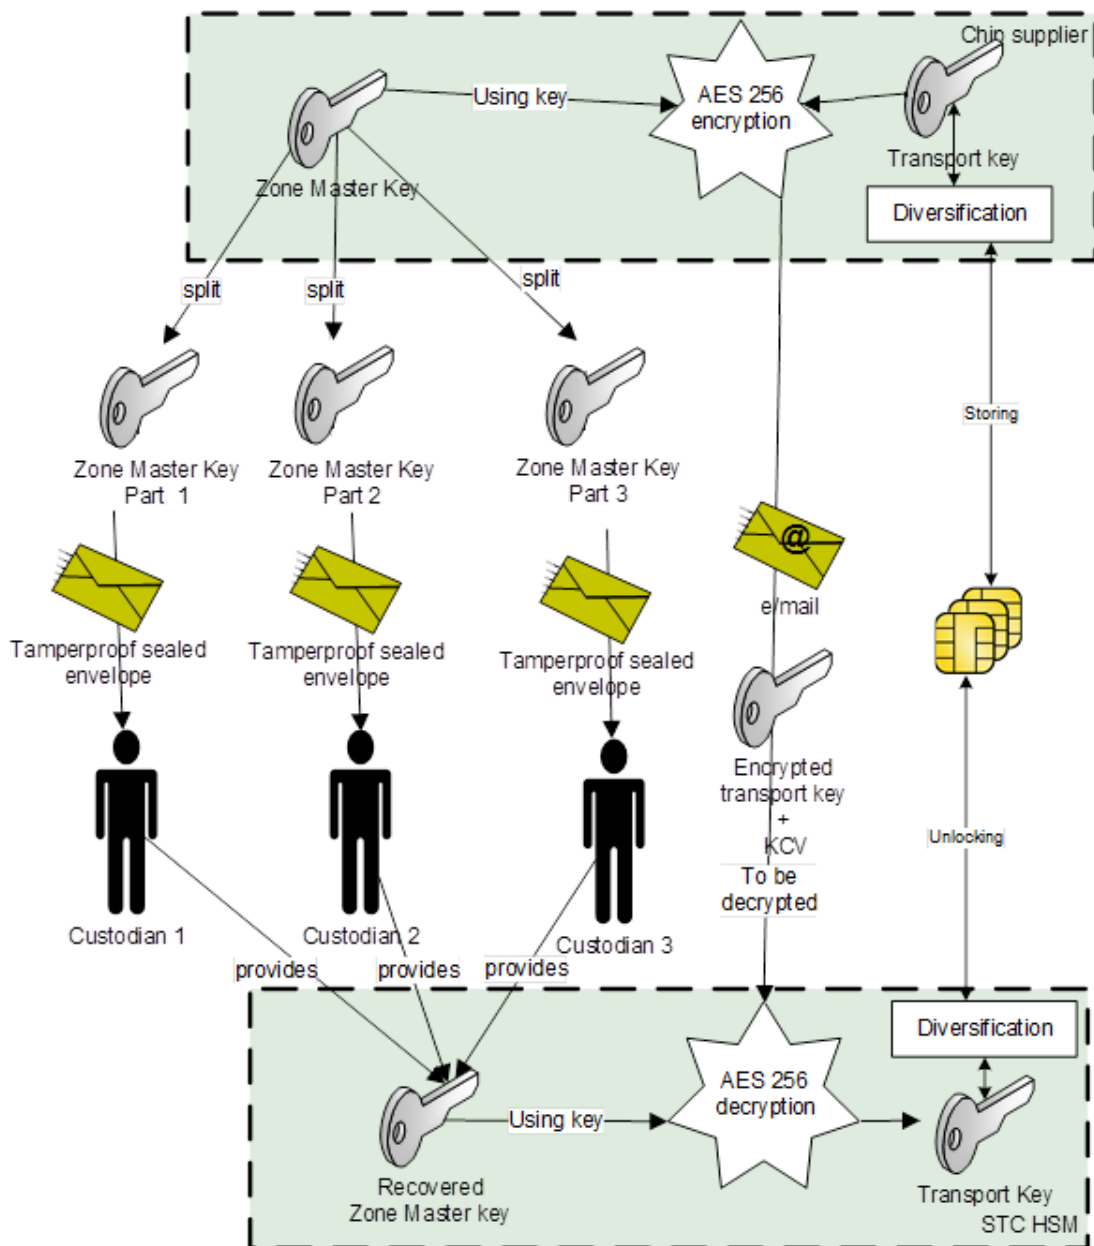 Chip supplier
Using key
AES 256
encryption
Transport key
Zone Master Key
Diversification
split
split
split
Zone Master Key
Part 1
Zone Master Key
Part 2
Zone Master Key
Part 3
Storing
@
e/mail
Tamperproof sealed
envelope
Tamperproof sealed
envelope
Tamperproof sealed
envelope
Encrypted
transport key
+
KCV
To be
decrypted
Unlocking
Custodian 1
Custodian 2
Custodian 3
provides
provides
provides
Diversification
AES 256
decryption
Using key
Recovered
Zone Master key
Transport Key
STC HSM